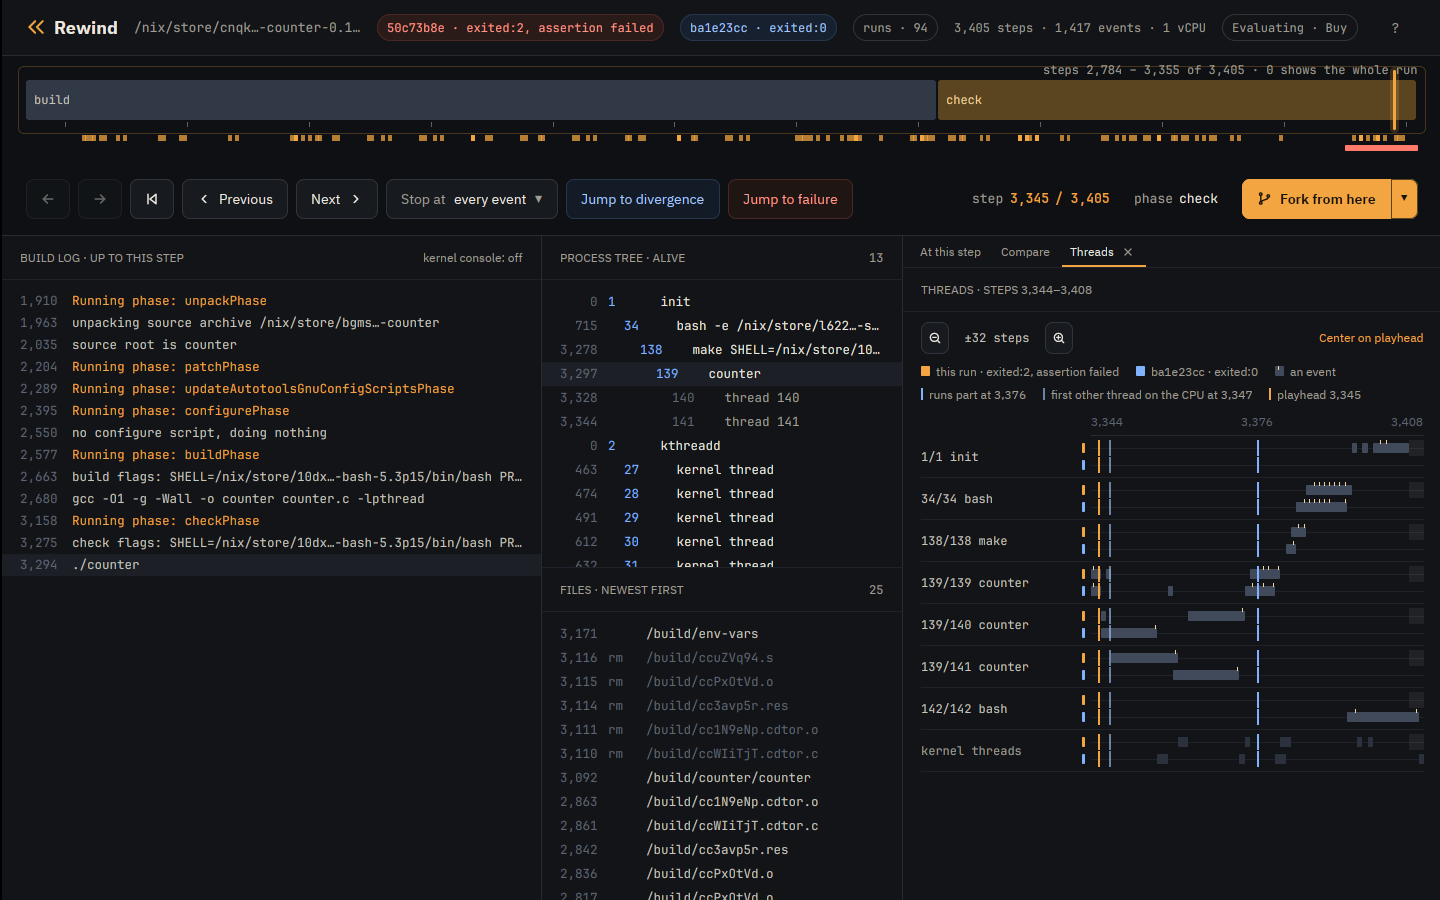 Rewind /nix/store/cnqk…-counter-0.1… 50c73b8e · exited:2, assertion failed ba1e23cc · exited:0 runs · 94 3,405 steps · 1,417 events · 1 vCPU Evaluating · Buy ?
steps 2,784 – 3,355 of 3,405 · 0 shows the whole run
build check
Previous Next Stop at every event Jump to divergence Jump to failure step 3,345 / 3,405 phase check Fork from here
BUILD LOG · UP TO THIS STEP kernel console: off
1,910 Running phase: unpackPhase
1,963 unpacking source archive /nix/store/bgms…-counter
2,035 source root is counter
2,204 Running phase: patchPhase
2,289 Running phase: updateAutotoolsGnuConfigScriptsPhase
2,395 Running phase: configurePhase
2,550 no configure script, doing nothing
2,577 Running phase: buildPhase
2,663 build flags: SHELL=/nix/store/10dx…-bash-5.3p15/bin/bash PR…
2,680 gcc -O1 -g -Wall -o counter counter.c -lpthread
3,158 Running phase: checkPhase
3,275 check flags: SHELL=/nix/store/10dx…-bash-5.3p15/bin/bash PR…
3,294 ./counter
PROCESS TREE · ALIVE 13
0 1 init
715 34 bash -e /nix/store/l622…-s…
3,278 138 make SHELL=/nix/store/10…
3,297 139 counter
3,328 140 thread 140
3,344 141 thread 141
0 2 kthreadd
463 27 kernel thread
474 28 kernel thread
491 29 kernel thread
612 30 kernel thread
632 31 kernel thread
FILES · NEWEST FIRST 25
3,171 /build/env-vars
3,116 rm /build/ccuZVq94.s
3,115 rm /build/ccPxOtVd.o
3,114 rm /build/cc3avp5r.res
3,111 rm /build/cc1N9eNp.cdtor.o
3,110 rm /build/ccWIiTjT.cdtor.c
3,092 /build/counter/counter
2,863 /build/cc1N9eNp.cdtor.o
2,861 /build/ccWIiTjT.cdtor.c
2,842 /build/cc3avp5r.res
2,836 /build/ccPxOtVd.o
2,817 /build/ccPxOtVd.o
At this step Compare Threads
THREADS · STEPS 3,344–3,408
±32 steps Center on playhead
this run · exited:2, assertion failed ba1e23cc · exited:0 an event
runs part at 3,376 first other thread on the CPU at 3,347 playhead 3,345
3,344 3,376 3,408
1/1 init
34/34 bash
138/138 make
139/139 counter
139/140 counter
139/141 counter
142/142 bash
kernel threads